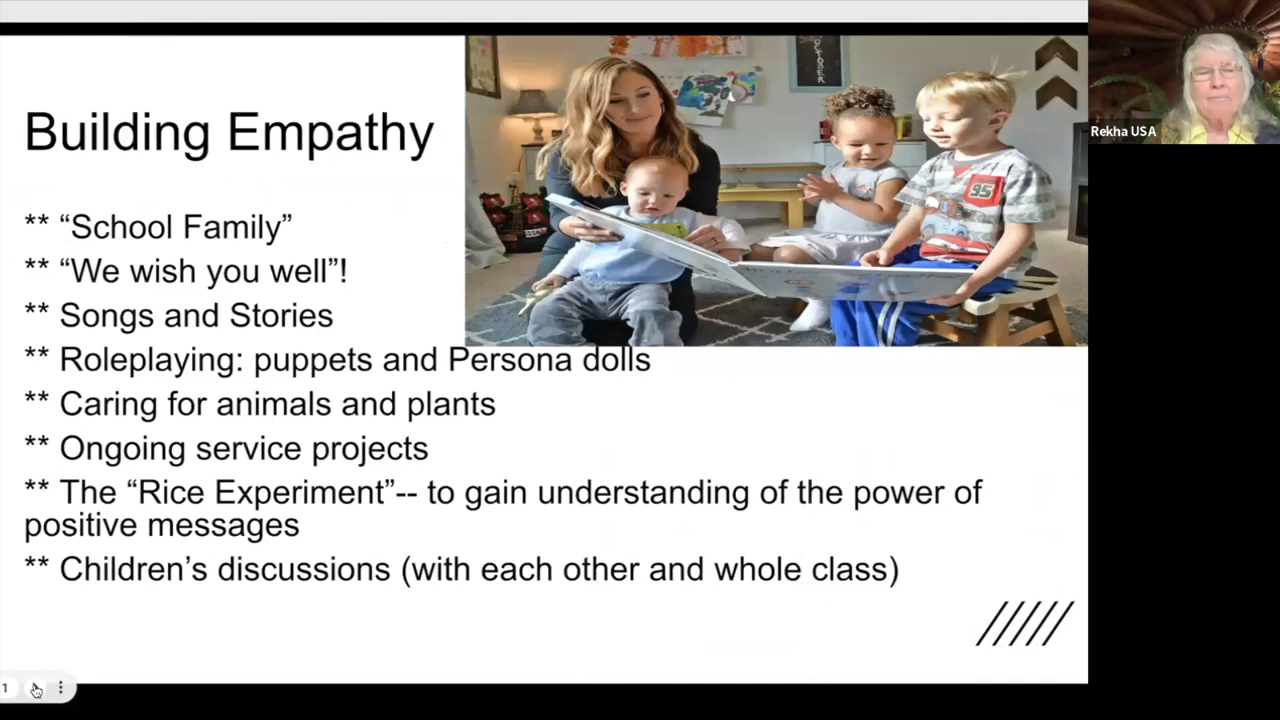 Building Empathy
** “School Family”
** “We wish you well”!
** Songs and Stories
** Roleplaying: puppets and Persona dolls
** Caring for animals and plants
** Ongoing service projects
** The “Rice Experiment”-- to gain understanding of the power of
positive messages
** Children’s discussions (with each other and whole class)
OCTOBER
95
Rekha USA
1